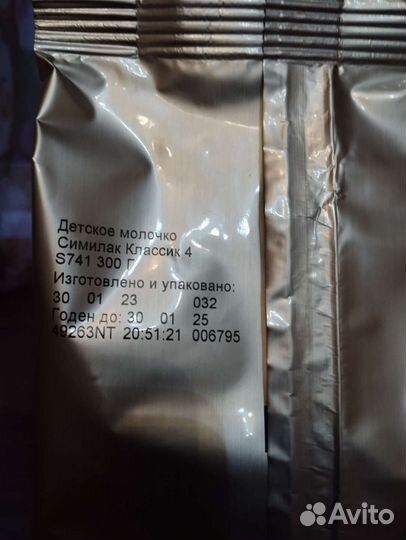 Детское молочко
Симилак Классик 4
S741 300 Г
Изготовлено и упаковано:
30 01 23 032
Годен до: 30 01 25
49263NT 20:51:21 006795
Avito